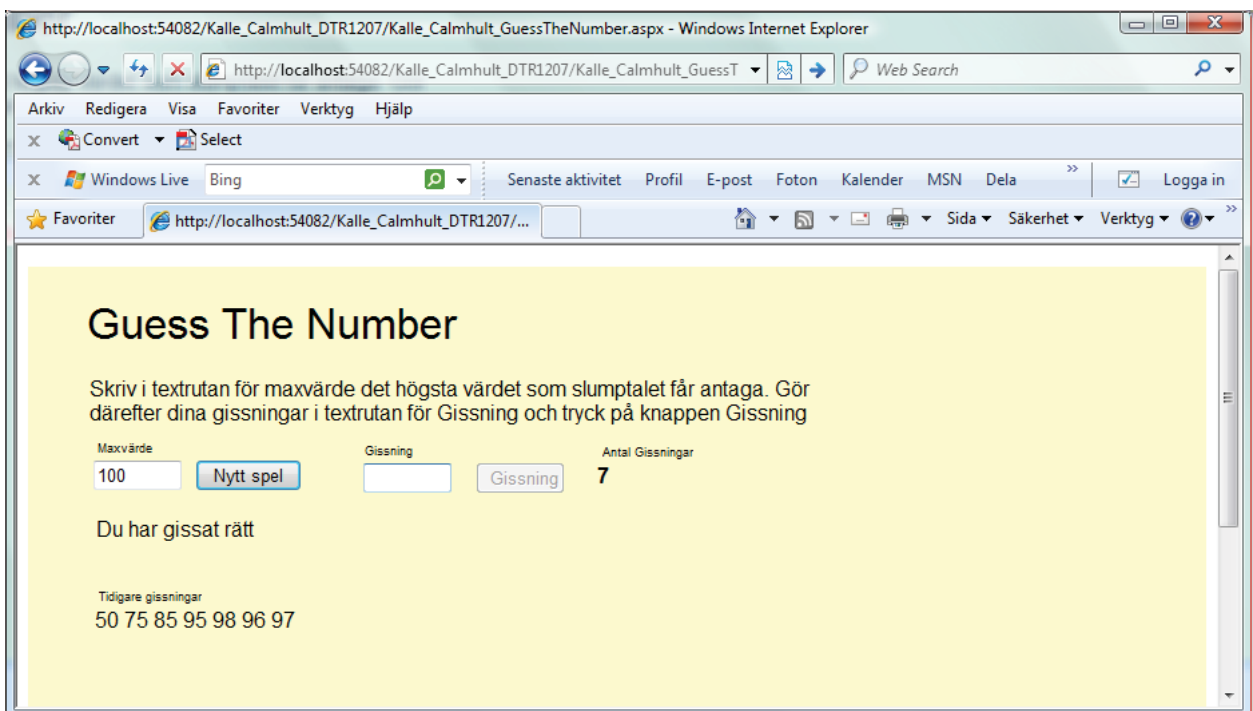 http://localhost:54082/Kalle_Calmhult_DTR1207/Kalle_Calmhult_GuessTheNumber.aspx - Windows Internet Explorer
http://localhost:54082/Kalle_Calmhult_DTR1207/Kalle_Calmhult_GuessT Web Search
Arkiv Redigera Visa Favoriter Verktyg Hjälp
x Convert Select
x Windows Live Bing Senaste aktivitet Profil E-post Foton Kalender MSN Dela » Logga in
Favoriter http://localhost:54082/Kalle_Calmhult_DTR1207/... Sida Säkerhet Verktyg »
Guess The Number
Skriv i textrutan för maxvärde det högsta värdet som slumptalet får antaga. Gör
därefter dina gissningar i textrutan för Gissning och tryck på knappen Gissning
Maxvärde Gissning Antal Gissningar
100 Nytt spel Gissning 7
Du har gissat rätt
Tidigare gissningar
50 75 85 95 98 96 97